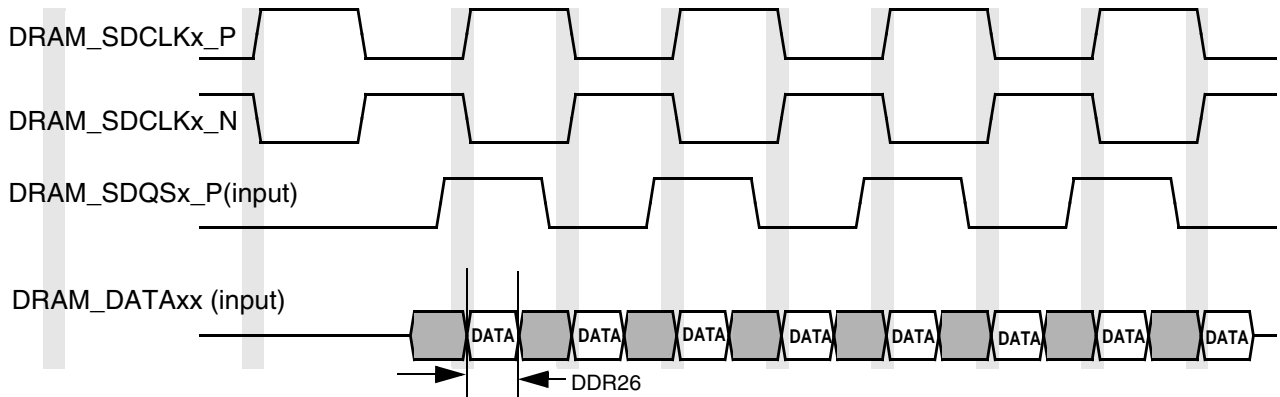 DRAM_SDCLKx_P
DRAM_SDCLKx_N
DRAM_SDQSx_P(input)
DRAM_DATAxx (input)
DATA DATA DATA DATA DATA DATA DATA DATA
DDR26